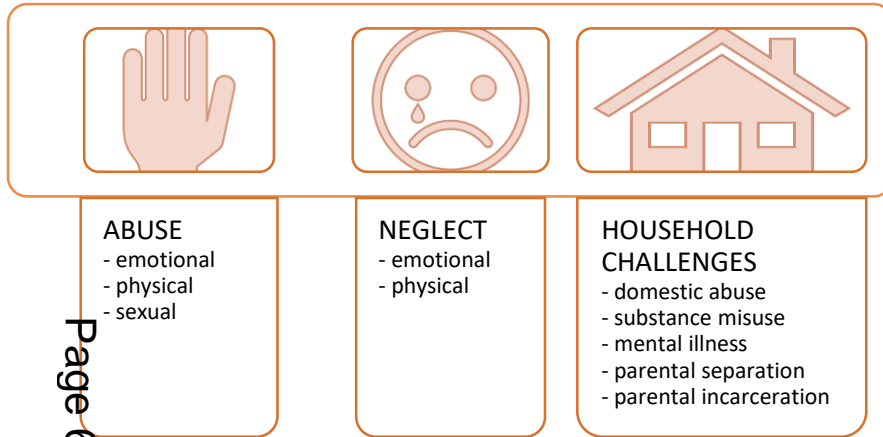 ABUSE
- emotional
- physical
- sexual
NEGLECT
- emotional
- physical
HOUSEHOLD
CHALLENGES
- domestic abuse
- substance misuse
- mental illness
- parental separation
- parental incarceration
Page